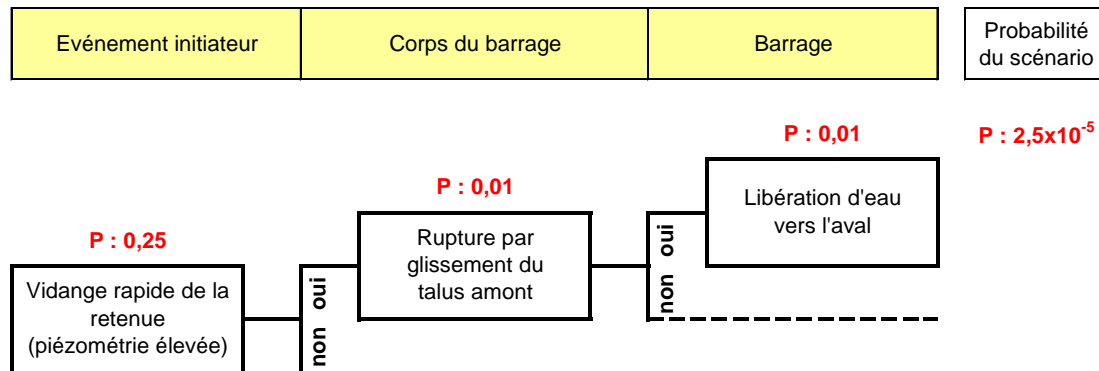 Evénement initiateur
Corps du barrage
Barrage
Probabilité
du scénario
P : 0,01
P : 2,5x10⁻⁵
Libération d'eau
vers l'aval
P : 0,01
Rupture par
glissement du
talus amont
non oui
P : 0,25
Vidange rapide de la
retenue
(piézométrie élevée)
non oui